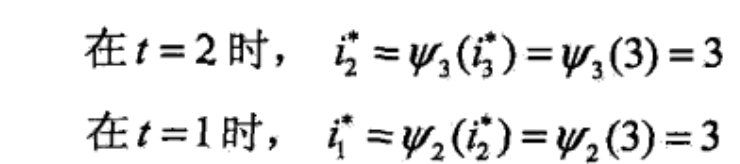 在 t = 2 时， i₂* = ψ₃(i₃*) = ψ₃(3) = 3
在 t = 1 时， i₁* = ψ₂(i₂*) = ψ₂(3) = 3